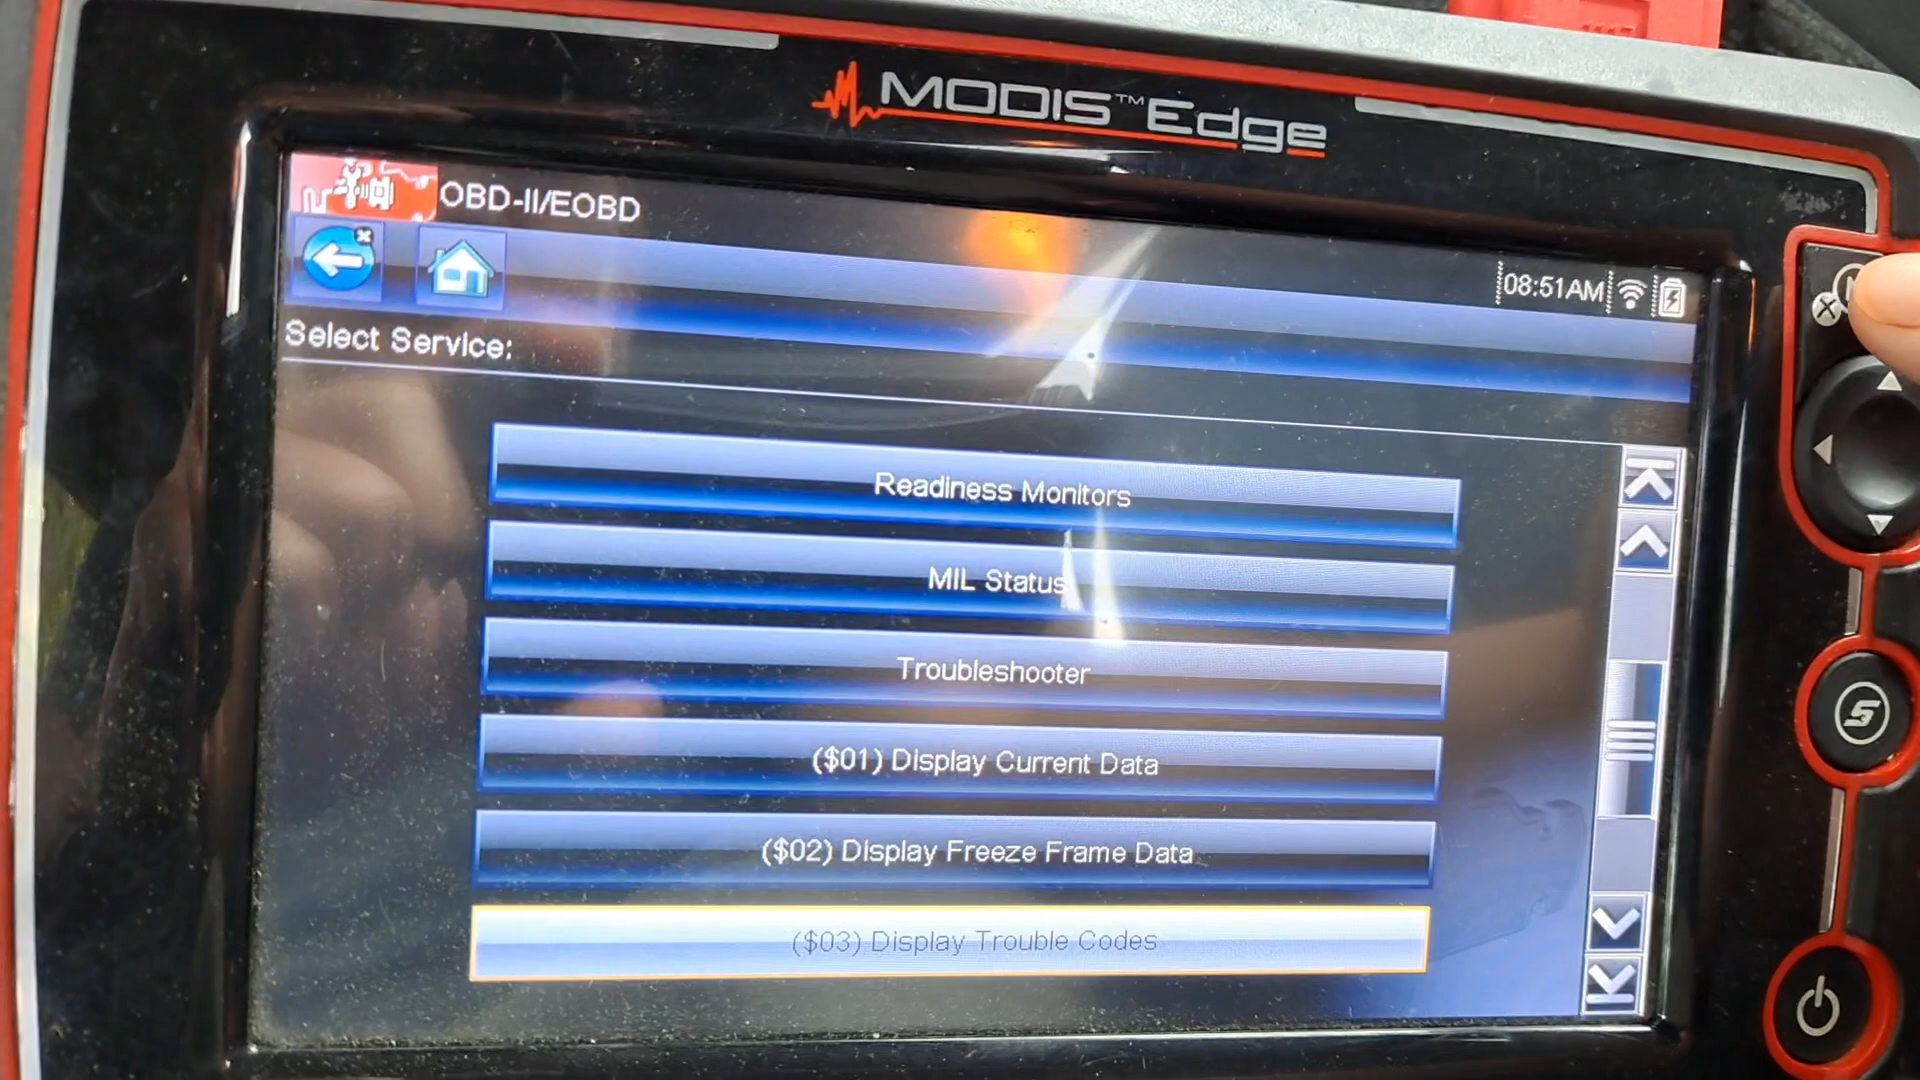 MODIS™ Edge
OBD-II/EOBD
08:51AM
Select Service:
Readiness Monitors
MIL Status
Troubleshooter
($01) Display Current Data
($02) Display Freeze Frame Data
($03) Display Trouble Codes